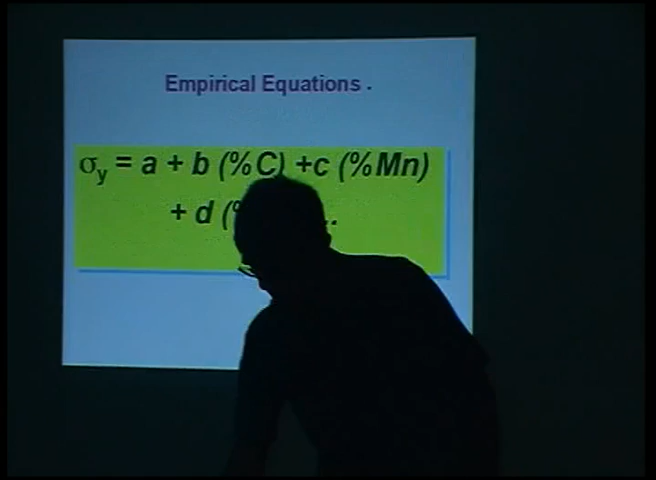 Empirical Equations .
σy = a + b (%C) +c (%Mn)
+ d (% ..